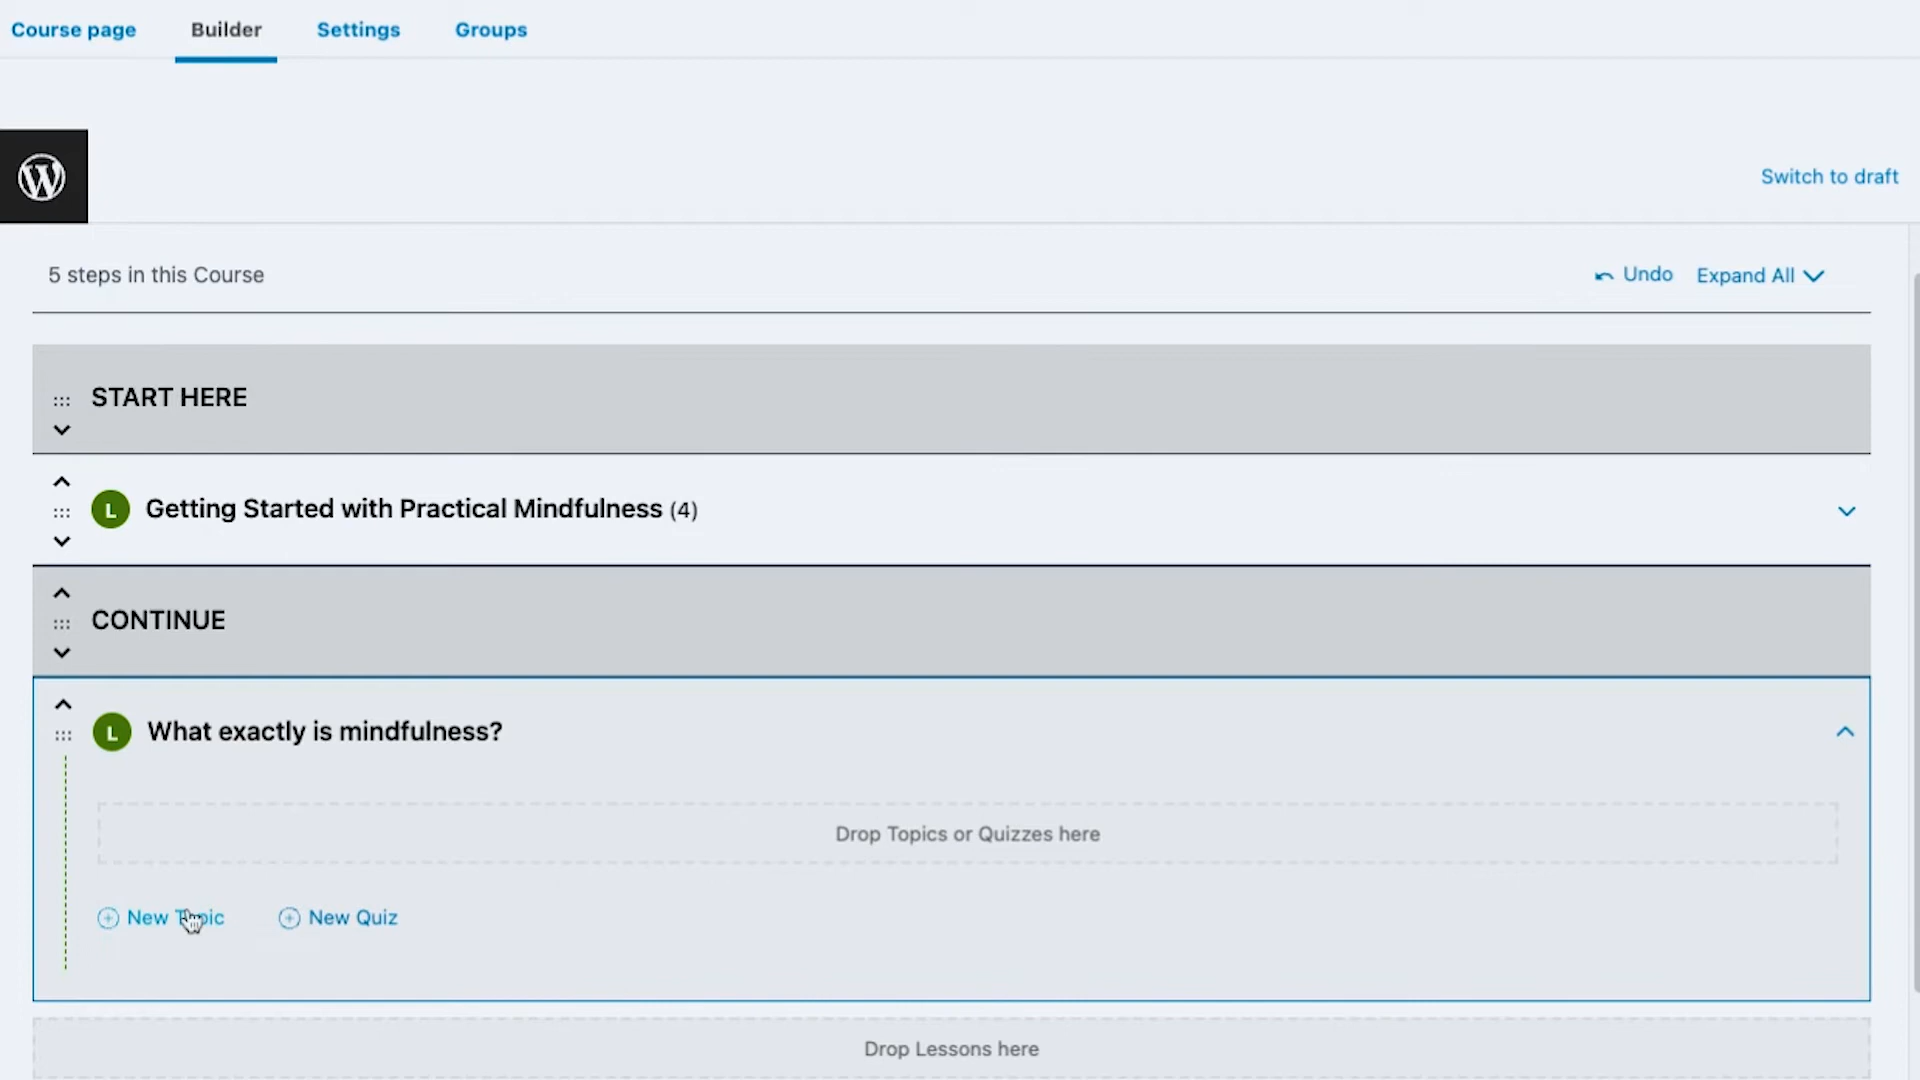 Course page
Builder
Settings
Groups
Switch to draft
5 steps in this Course
Undo
Expand All
START HERE
L Getting Started with Practical Mindfulness (4)
CONTINUE
L What exactly is mindfulness?
Drop Topics or Quizzes here
New Topic
New Quiz
Drop Lessons here